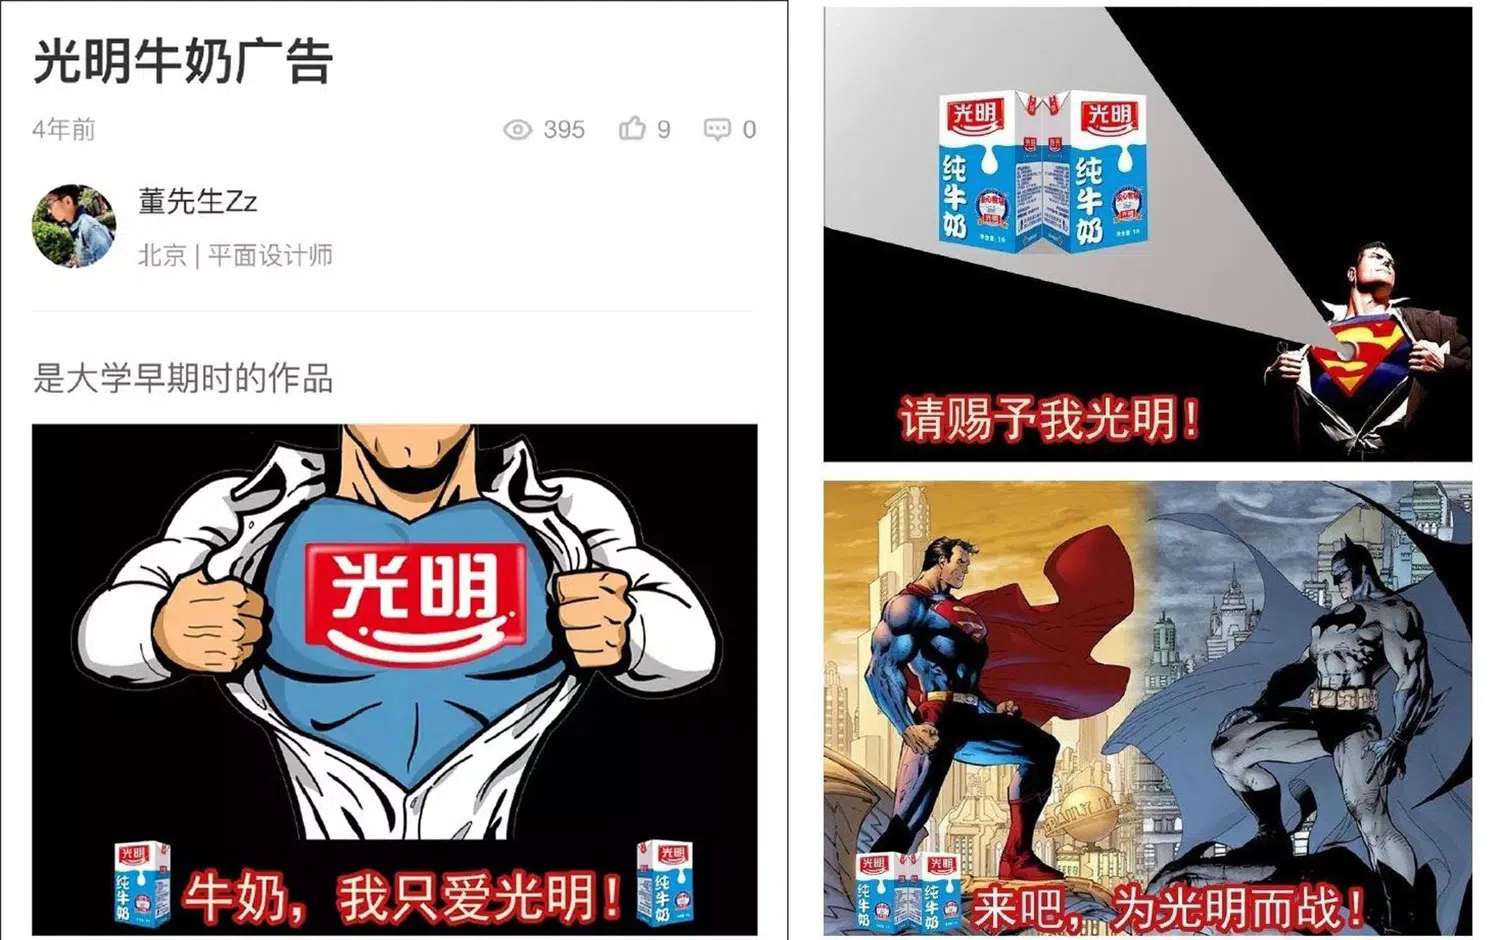 光明牛奶广告
4年前
395
9
0
董先生Zz
北京 | 平面设计师
是大学早期时的作品
光明
光明
纯牛奶
光明
纯牛奶
牛奶，我只爱光明！
光明
纯牛奶
光明
纯牛奶
请赐予我光明！
光明
纯牛奶
光明
纯牛奶
来吧，为光明而战！